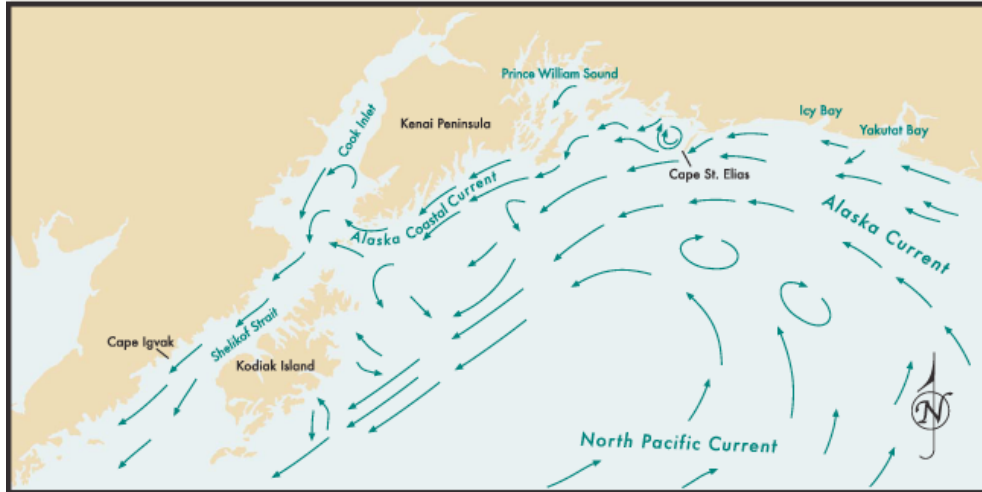 Prince William Sound
Icy Bay
Kenai Peninsula
Yakutat Bay
Cook Inlet
Cape St. Elias
Alaska Coastal Current
Alaska Current
Shelikof Strait
Cape Igvak
Kodiak Island
N
North Pacific Current